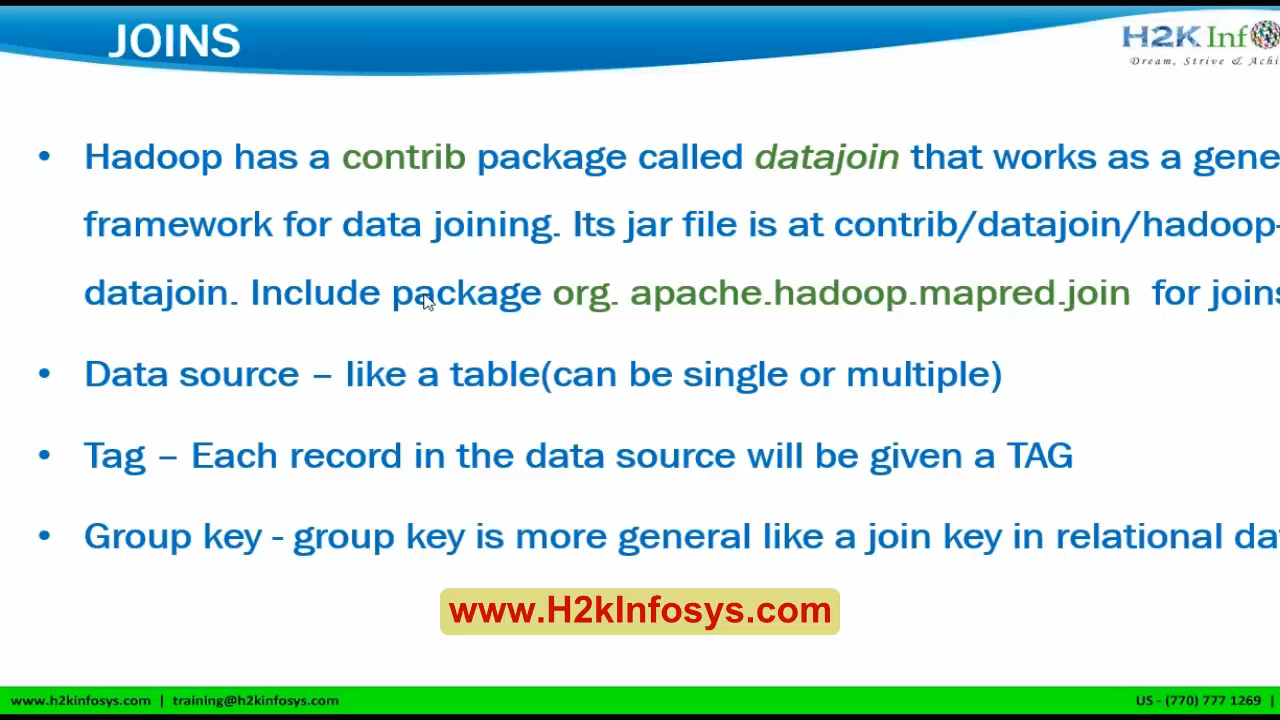 JOINS
H2K Inf
Dream, Strive & Achi
• Hadoop has a contrib package called datajoin that works as a gene
framework for data joining. Its jar file is at contrib/datajoin/hadoop-
datajoin. Include package org. apache.hadoop.mapred.join for joins
• Data source – like a table(can be single or multiple)
• Tag – Each record in the data source will be given a TAG
• Group key - group key is more general like a join key in relational da
www.H2kInfosys.com
www.h2kinfosys.com | training@h2kinfosys.com
US - (770) 777 1269 |